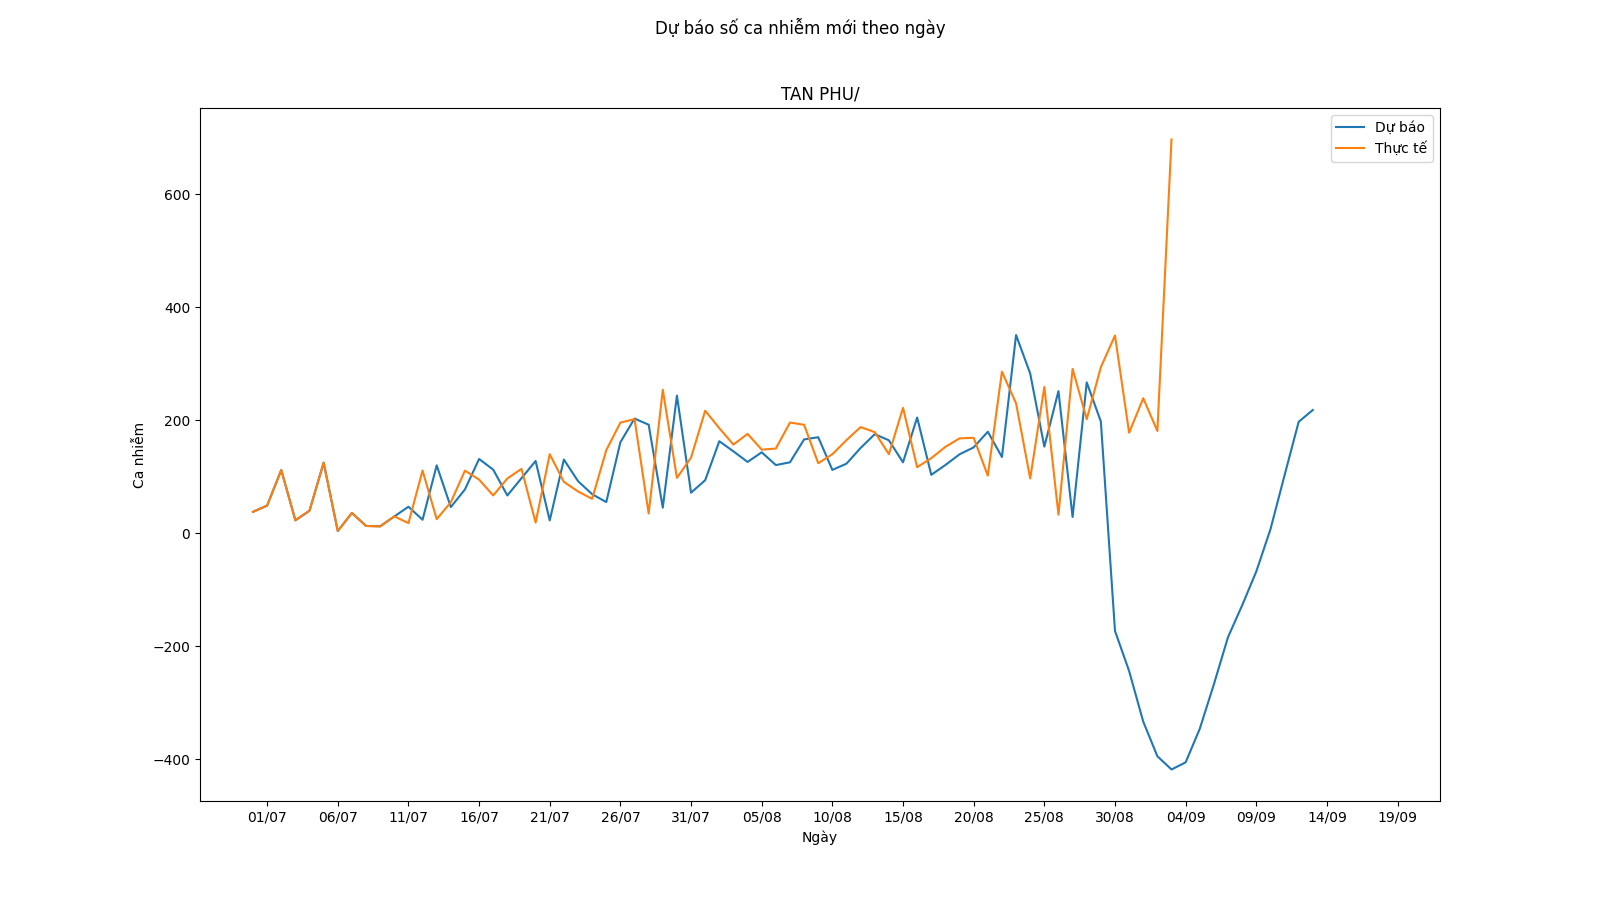 Dự báo số ca nhiễm mới theo ngày
TAN PHU/
Dự báo
Thực tế
600
400
200
0
−200
−400
Ca nhiễm
01/07 06/07 11/07 16/07 21/07 26/07 31/07 05/08 10/08 15/08 20/08 25/08 30/08 04/09 09/09 14/09 19/09
Ngày